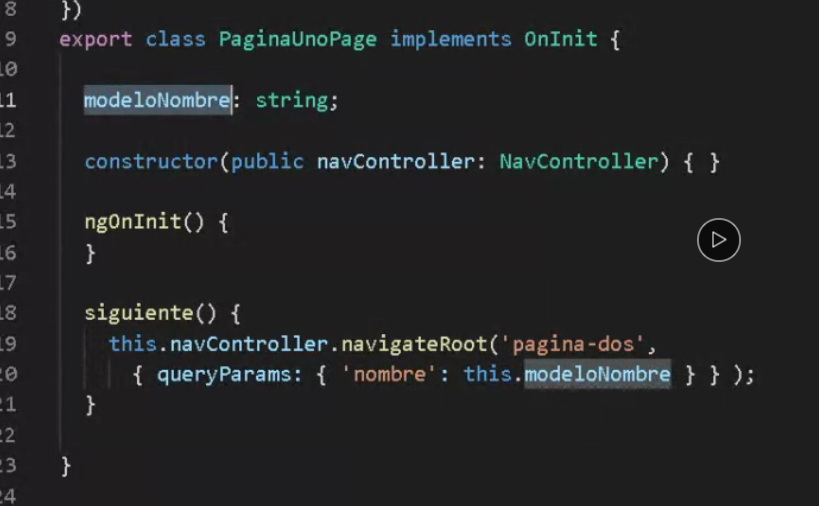 8 })
9 export class PaginaUnoPage implements OnInit {
10
11 modeloNombre: string;
12
13 constructor(public navController: NavController) { }
14
15 ngOnInit() {
16 }
17
18 siguiente() {
19 this.navController.navigateRoot('pagina-dos',
20 { queryParams: { 'nombre': this.modeloNombre } } );
21 }
22
23 }
24